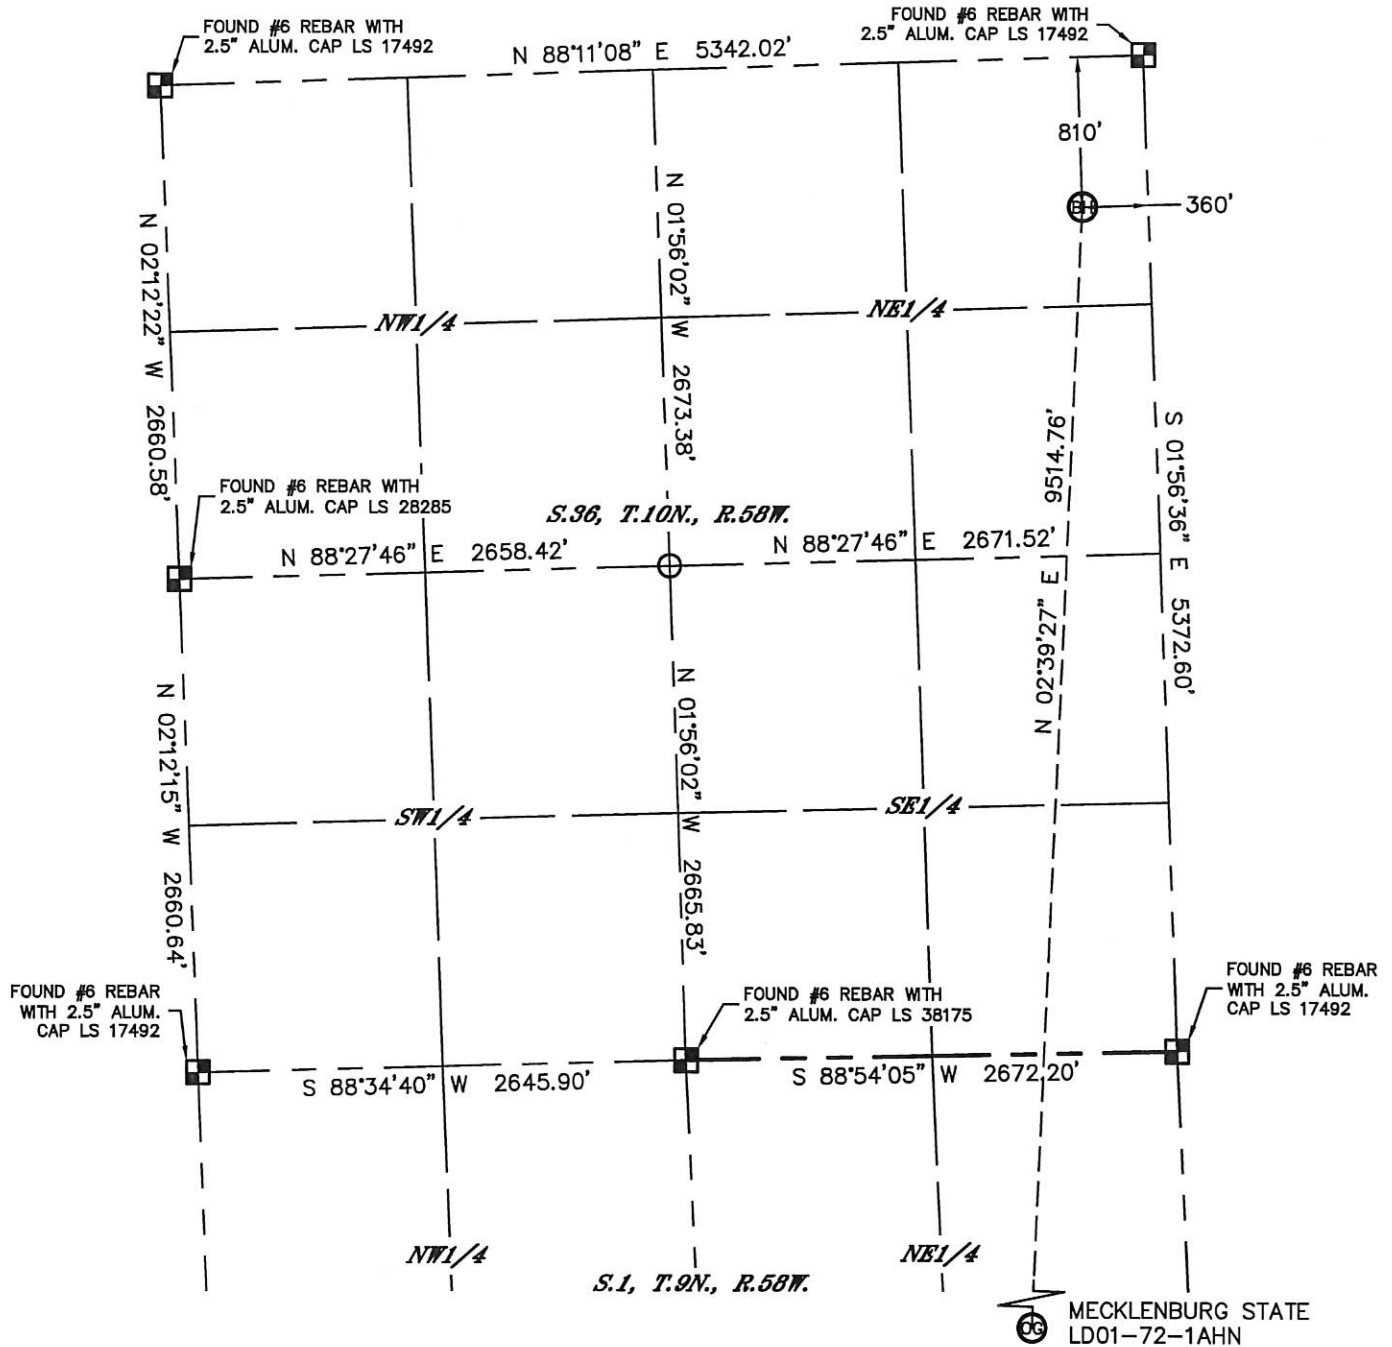 FOUND #6 REBAR WITH
2.5" ALUM. CAP LS 17492
FOUND #6 REBAR WITH
2.5" ALUM. CAP LS 17492
N 88°11'08" E 5342.02'
810'
BH
360'
N 02°12'22" W 2660.58'
N 01°56'02" W 2673.38'
NW1/4
NE1/4
S 01°56'36" E 5372.60'
N 02°39'27" E 9514.76'
FOUND #6 REBAR WITH
2.5" ALUM. CAP LS 28285
S.36, T.10N., R.58W.
N 88°27'46" E 2658.42'
N 88°27'46" E 2671.52'
N 02°12'15" W 2660.64'
N 01°56'02" W 2665.83'
SW1/4
SE1/4
FOUND #6 REBAR
WITH 2.5" ALUM.
CAP LS 17492
FOUND #6 REBAR WITH
2.5" ALUM. CAP LS 38175
FOUND #6 REBAR
WITH 2.5" ALUM.
CAP LS 17492
S 88°34'40" W 2645.90'
S 88°54'05" W 2672.20'
NW1/4
NE1/4
S.1, T.9N., R.58W.
OG
MECKLENBURG STATE
LD01-72-1AHN